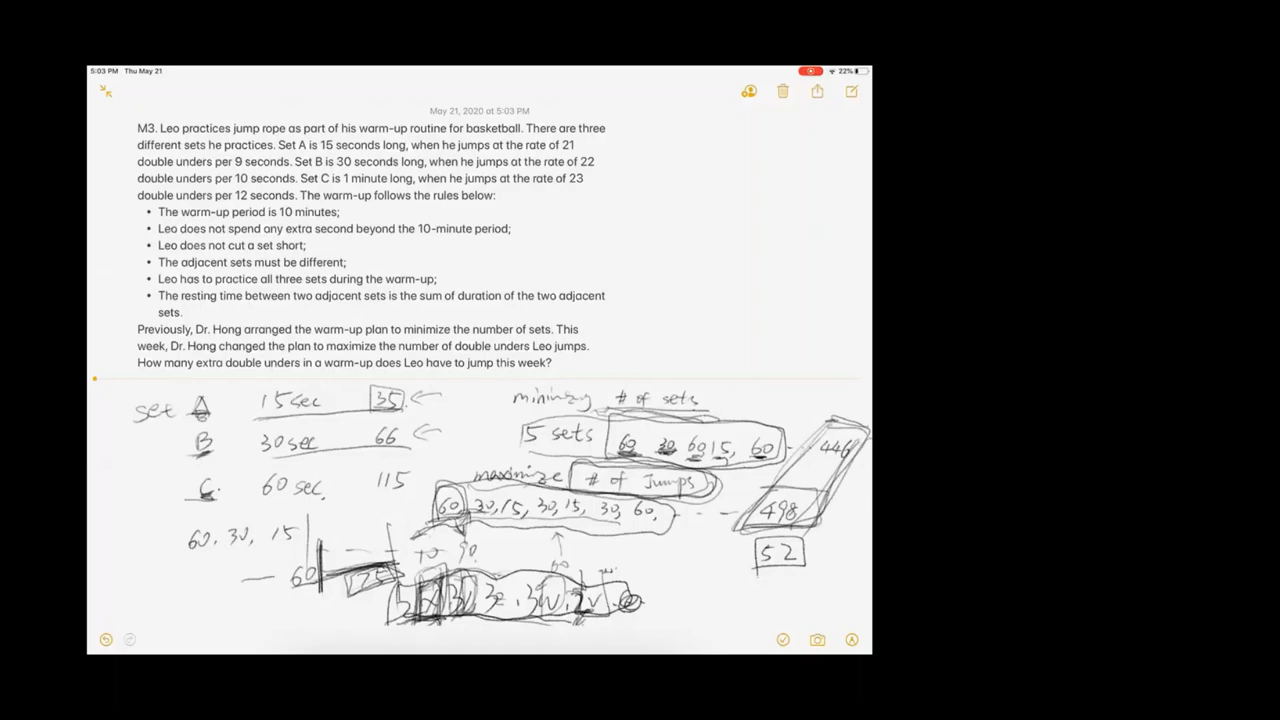 5:03 PM Thu May 21
22%
May 21, 2020 at 5:03 PM
M3. Leo practices jump rope as part of his warm-up routine for basketball. There are three
different sets he practices. Set A is 15 seconds long, when he jumps at the rate of 21
double unders per 9 seconds. Set B is 30 seconds long, when he jumps at the rate of 22
double unders per 10 seconds. Set C is 1 minute long, when he jumps at the rate of 23
double unders per 12 seconds. The warm-up follows the rules below:
• The warm-up period is 10 minutes;
• Leo does not spend any extra second beyond the 10-minute period;
• Leo does not cut a set short;
• The adjacent sets must be different;
• Leo has to practice all three sets during the warm-up;
• The resting time between two adjacent sets is the sum of duration of the two adjacent
sets.
Previously, Dr. Hong arranged the warm-up plan to minimize the number of sets. This
week, Dr. Hong changed the plan to maximize the number of double unders Leo jumps.
How many extra double unders in a warm-up does Leo have to jump this week?
set A 15 sec 35
# of sets
B 30 sec 66
5 sets 60 30 60 15, 60 446
C 60 sec. 115
maximize # of Jumps
60 30, 15, 30, 15, 30, 60, 498
60. 30, 15
52
60